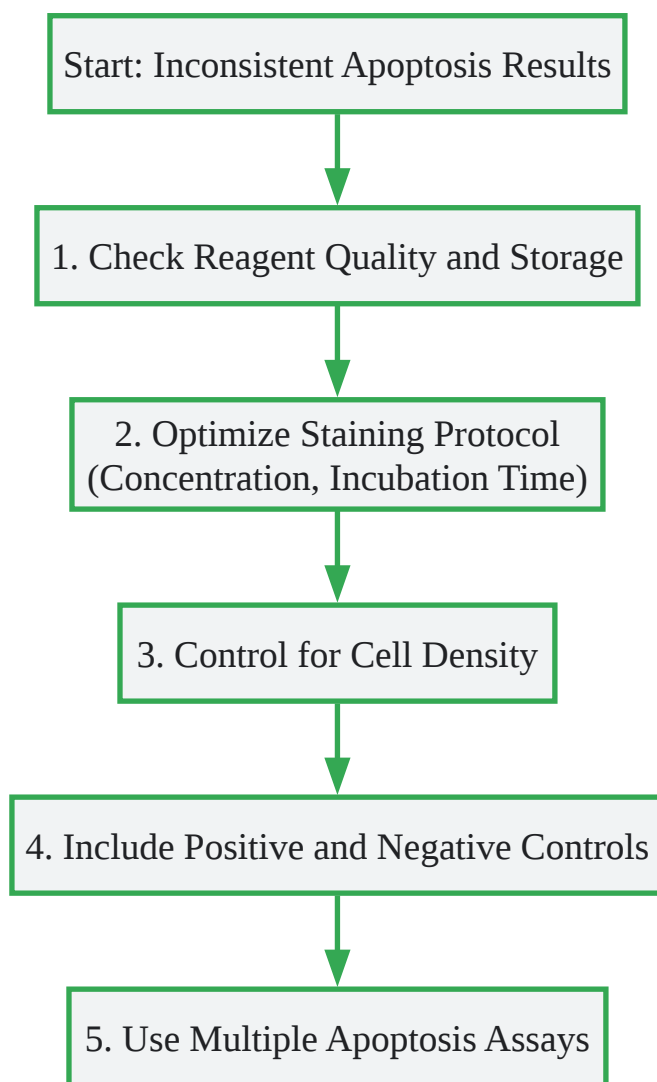 Start: Inconsistent Apoptosis Results
1. Check Reagent Quality and Storage
2. Optimize Staining Protocol
(Concentration, Incubation Time)
3. Control for Cell Density
4. Include Positive and Negative Controls
5. Use Multiple Apoptosis Assays